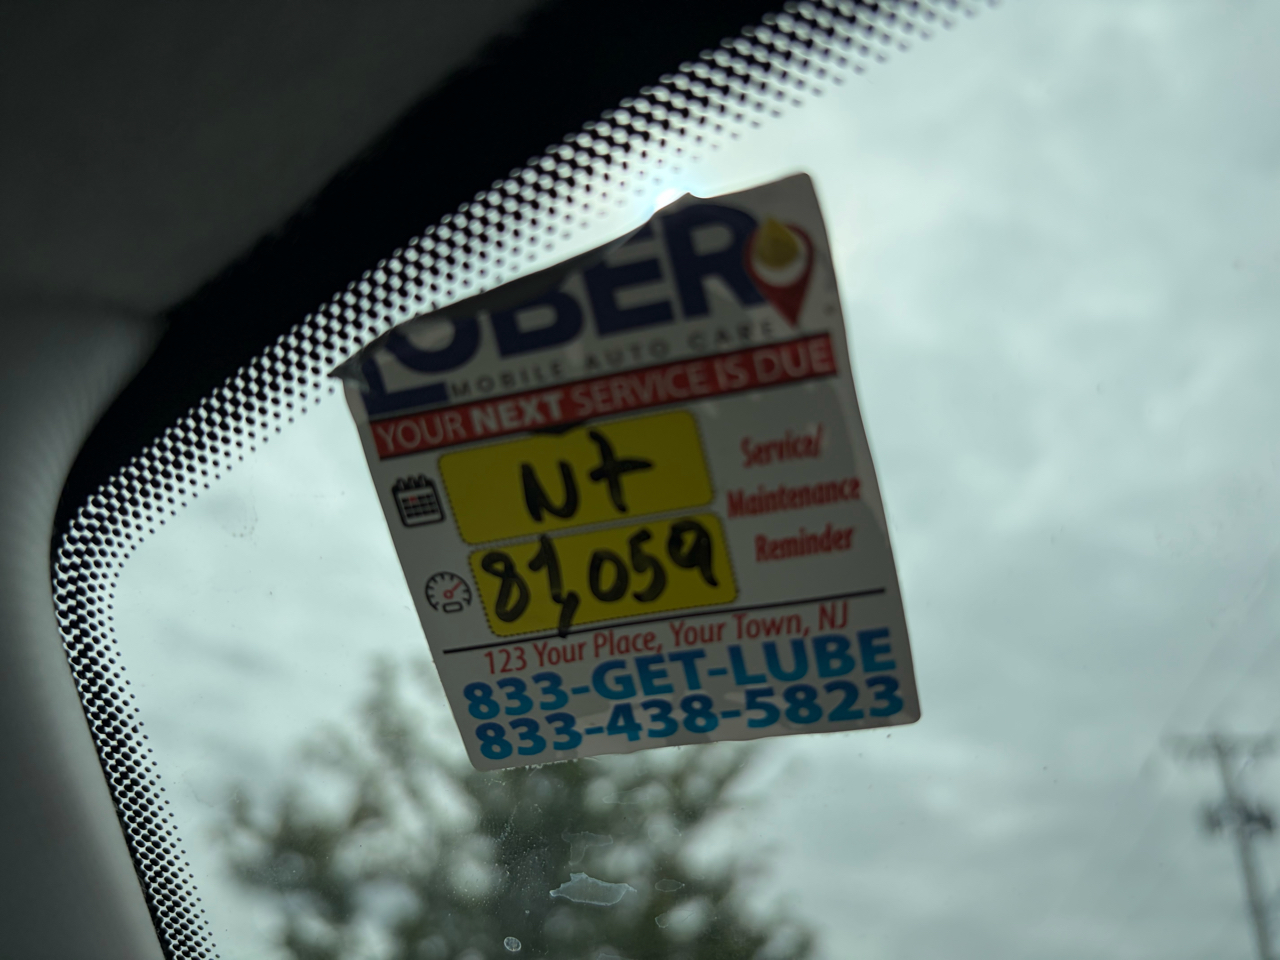 LUBER
MOBILE AUTO CARE
YOUR NEXT SERVICE IS DUE
N+
81,059
Service/
Maintenance
Reminder
123 Your Place, Your Town, NJ
833-GET-LUBE
833-438-5823